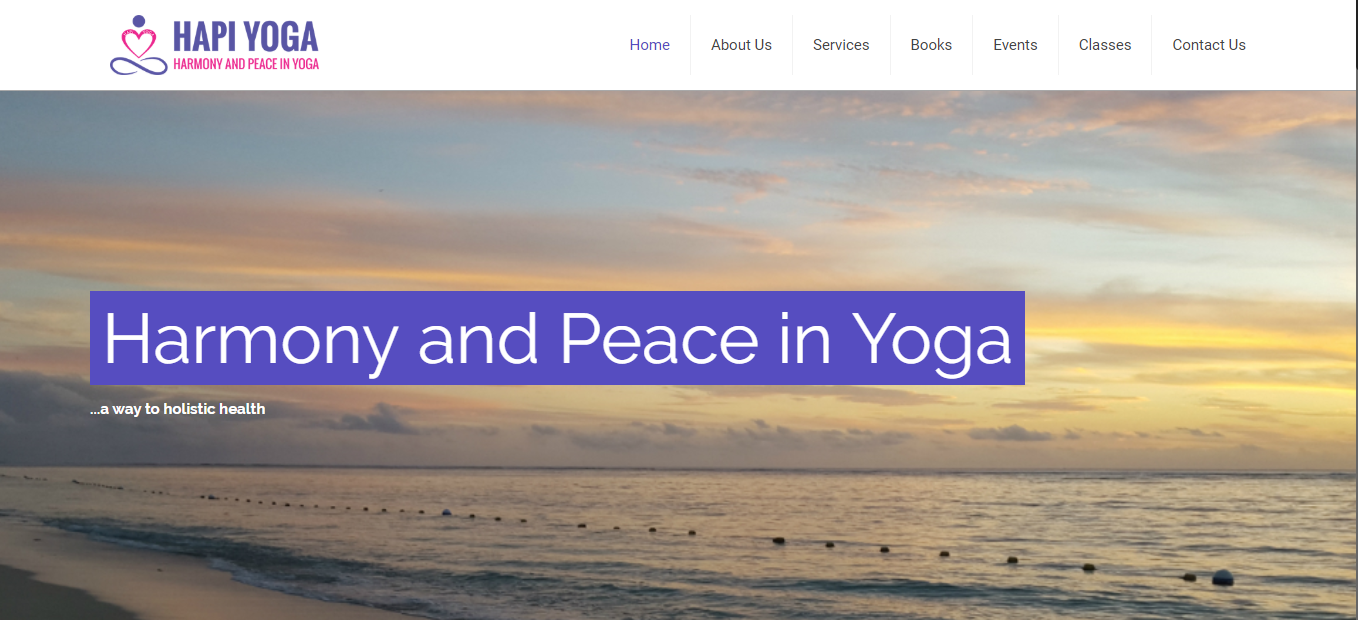 HAPI YOGA
HARMONY AND PEACE IN YOGA
Home
About Us
Services
Books
Events
Classes
Contact Us
Harmony and Peace in Yoga
...a way to holistic health